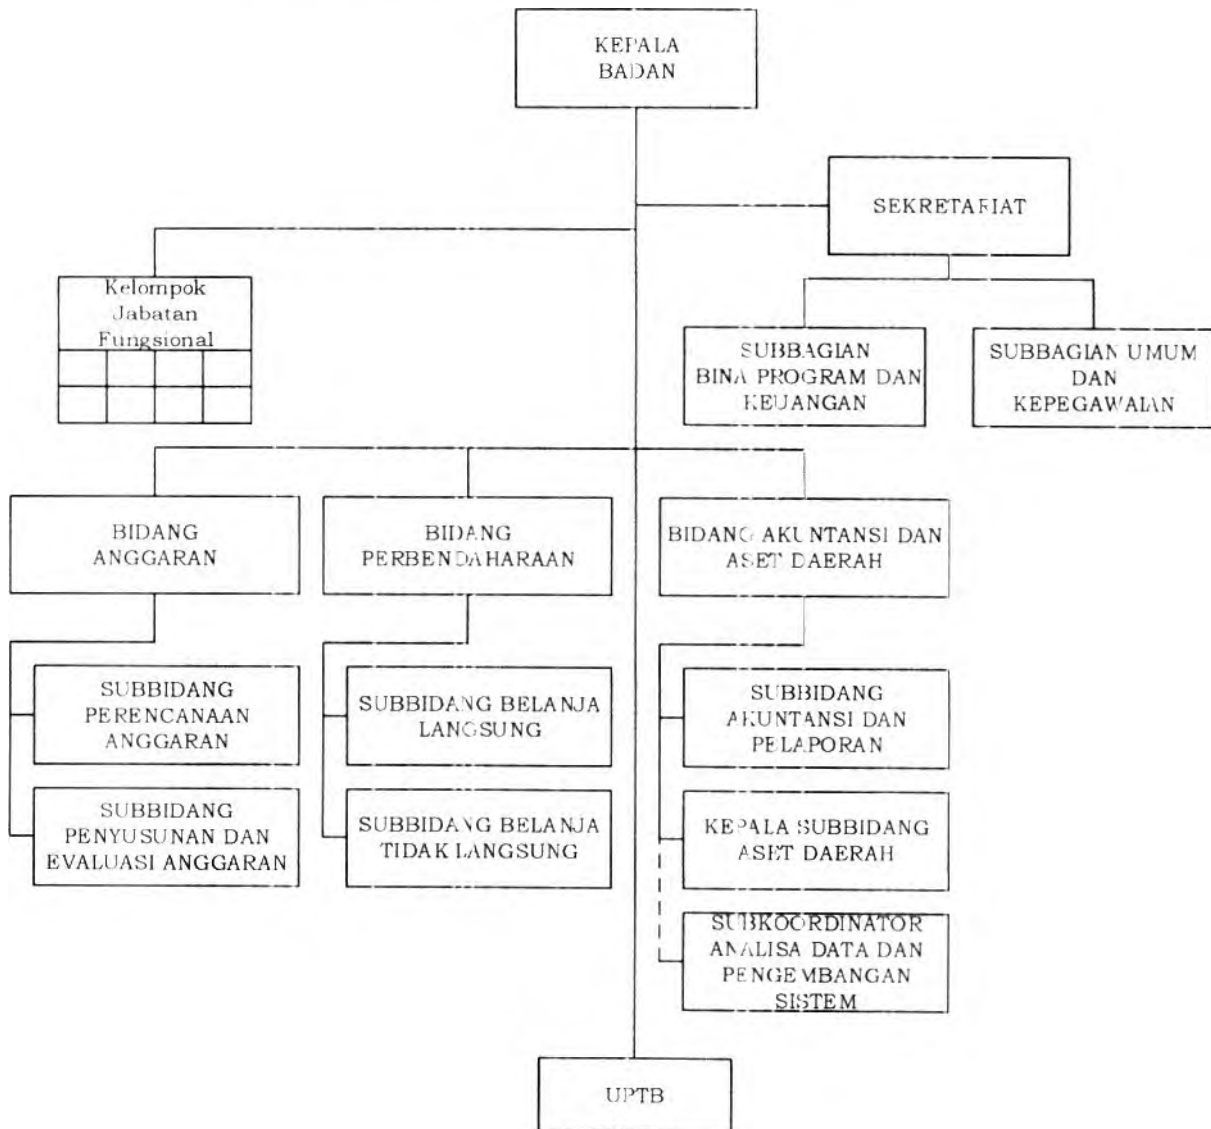 KEPALA
BADAN
SEKRETARIAT
Kelompok
Jabatan
Fungsional
SUBBAGIAN
BINA PROGRAM DAN
KEUANGAN
SUBBAGIAN UMUM
DAN
KEPEGAWAIAN
BIDANG
ANGGARAN
BIDANG
PERBENDAHARAAN
BIDANG AKUNTANSI DAN
ASET DAERAH
SUBBIDANG
PERENCANAAN
ANGGARAN
SUBBIDANG BELANJA
LANGSUNG
SUBBIDANG
AKUNTANSI DAN
PELAPORAN
SUBBIDANG
PENYUSUNAN DAN
EVALUASI ANGGARAN
SUBBIDANG BELANJA
TIDAK LANGSUNG
KEPALA SUBBIDANG
ASET DAERAH
SUBKOORDINATOR
ANALISA DATA DAN
PENGEMBANGAN
SISTEM
UPTB